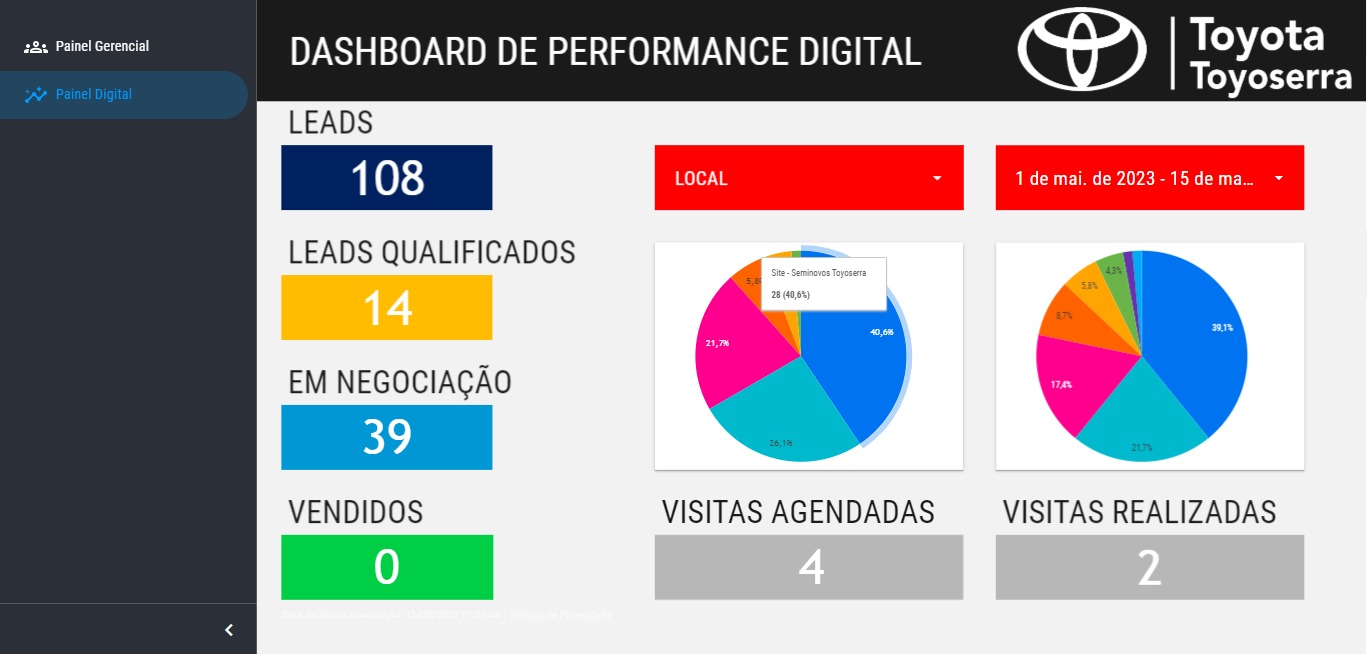 Painel Gerencial
Painel Digital
DASHBOARD DE PERFORMANCE DIGITAL
Toyota
Toyoserra
LEADS
108
LOCAL
1 de mai. de 2023 - 15 de ma...
LEADS QUALIFICADOS
14
Site - Seminovos Toyoserra
28 (40,6%)
5,8
40,6%
21,7%
26,1%
39,1%
21,7%
17,4%
8,7%
5,8%
4,3%
EM NEGOCIAÇÃO
39
VENDIDOS
0
VISITAS AGENDADAS
4
VISITAS REALIZADAS
2
Política de Privacidade